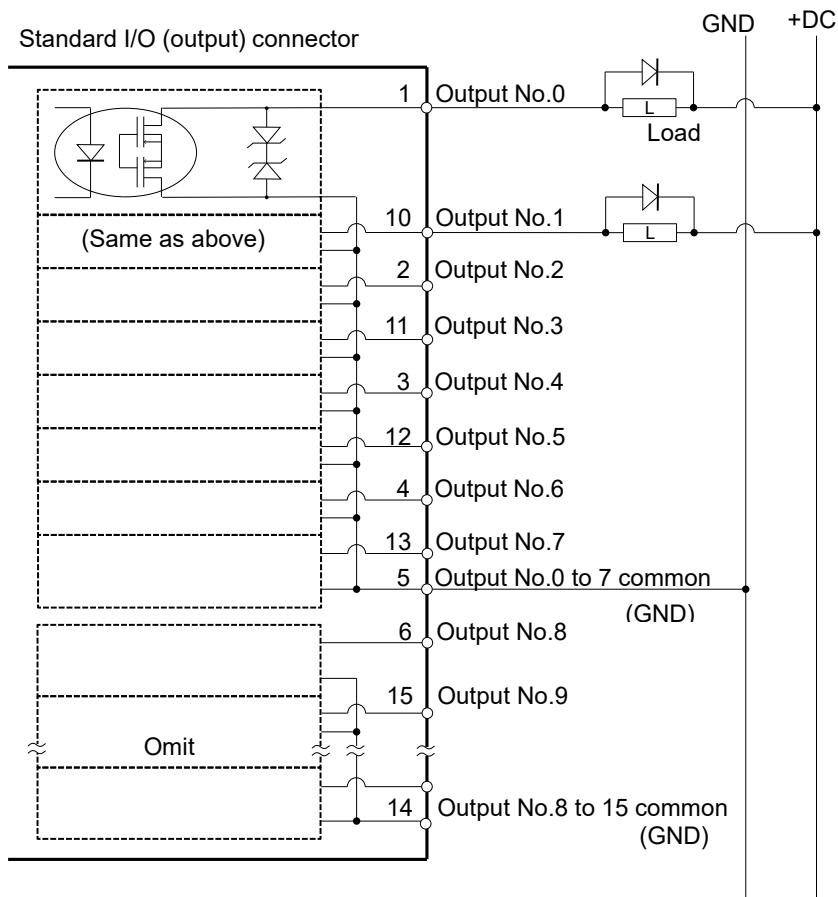 GND +DC
Standard I/O (output) connector
1 Output No.0
L
Load
10 Output No.1
L
(Same as above)
2 Output No.2
11 Output No.3
3 Output No.4
12 Output No.5
4 Output No.6
13 Output No.7
5 Output No.0 to 7 common
(GND)
6 Output No.8
15 Output No.9
Omit
14 Output No.8 to 15 common
(GND)